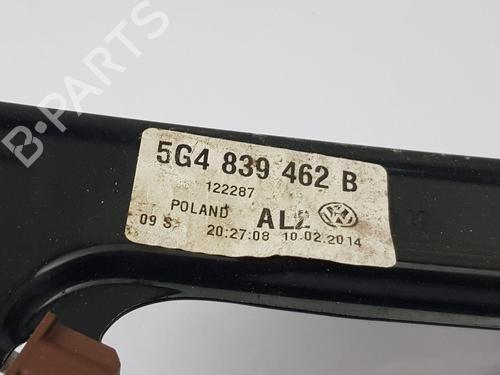 5G4 839 462 B
122287
POLAND AL2
09 S 20:27:08 10.02.2014
B-PARTS